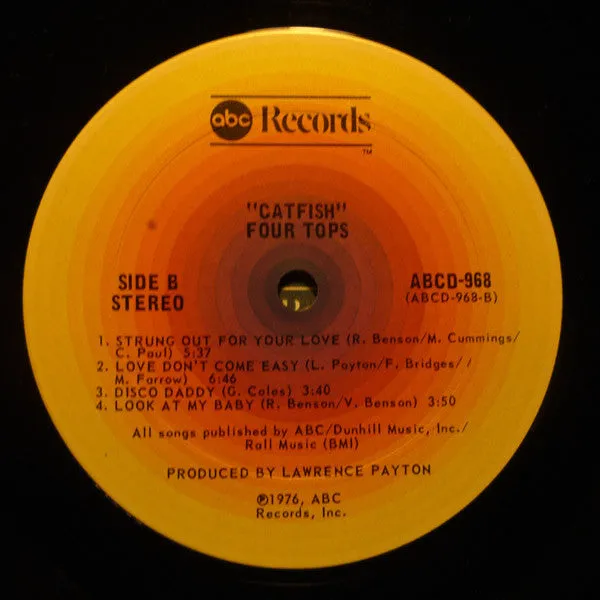 abc Records
TM
"CATFISH"
FOUR TOPS
SIDE B
STEREO
ABCD-968
(ABCD-968-B)
1. STRUNG OUT FOR YOUR LOVE (R. Benson/M. Cummings/
C. Paul) 5:37
2. LOVE DON'T COME EASY (L. Payton/F. Bridges/ /
M. Farrow) 6:46
3. DISCO DADDY (G. Coles) 3:40
4. LOOK AT MY BABY (R. Benson/V. Benson) 3:50
All songs published by ABC/Dunhill Music, Inc./
Rall Music (BMI)
PRODUCED BY LAWRENCE PAYTON
℗1976, ABC
Records, Inc.